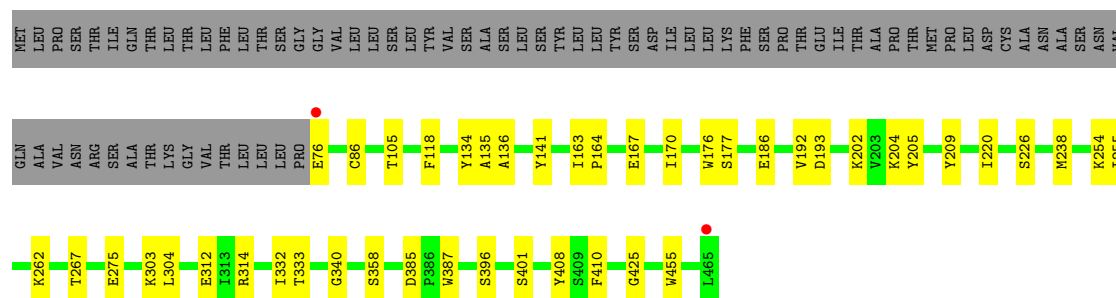 MET LEU PRO SER THR ILE GLN THR LEU THR LEU PHE LEU THR SER GLY GLY VAL LEU LEU SER LEU TYR VAL SER ALA SER LEU SER TYR LEU LEU TYR SER ASP ILE LEU LEU LYS PHE SER PRO THR GLU ILE THR ALA PRO THR MET PRO LEU ASP CYS ALA ASN ALA SER ASN VAL
GLN ALA VAL ASN ARG SER ALA THR LYS GLY VAL THR LEU LEU LEU PRO E76 C86 T105 F118 Y134 A135 A136 Y141 I163 P164 E167 I170 W176 S177 E186 V192 D193 K202 V203 K204 Y205 Y209 I220 S226 M238 K254
K262 T267 E275 K303 L304 E312 I313 R314 I332 T333 G340 S358 D385 P386 W387 S396 S401 Y408 S409 F410 G425 W455 L465